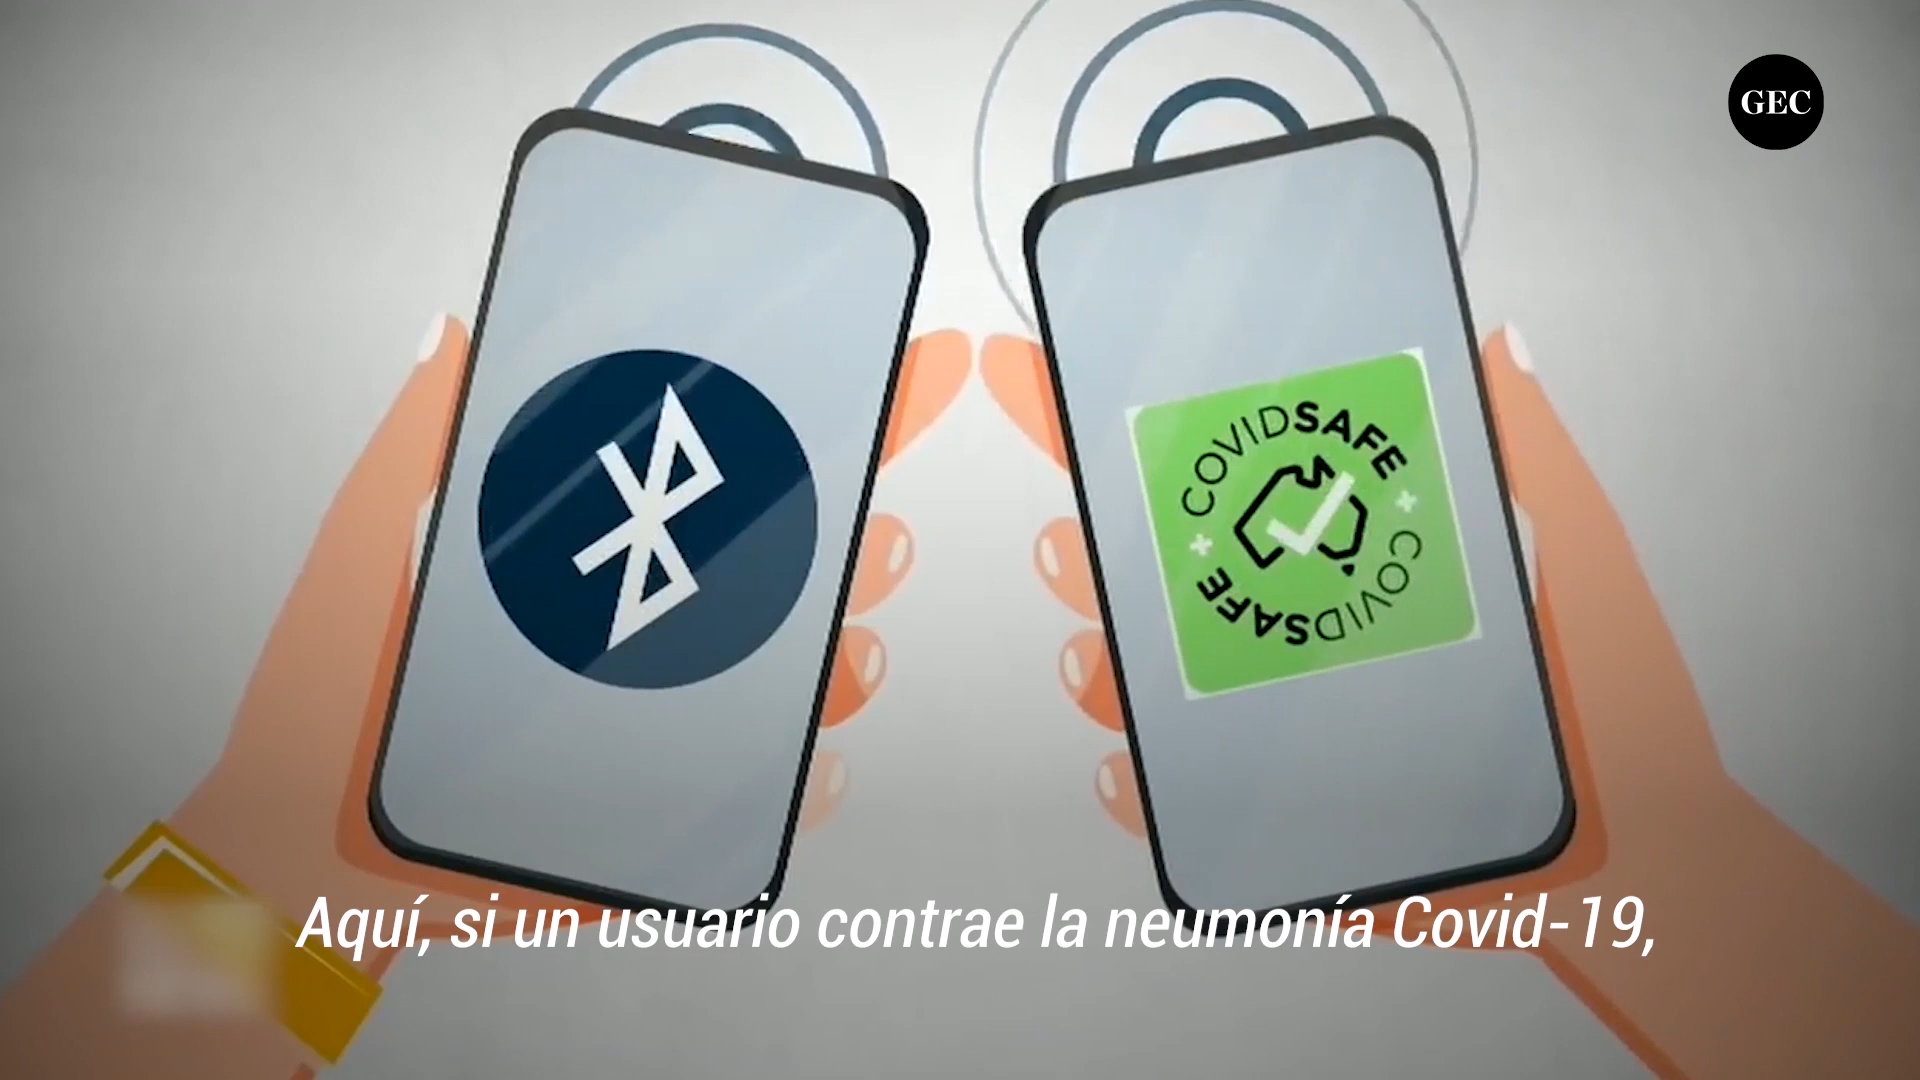 GEC
COVIDSAFE
COVIDSAFE
Aquí, si un usuario contrae la neumonía Covid-19,